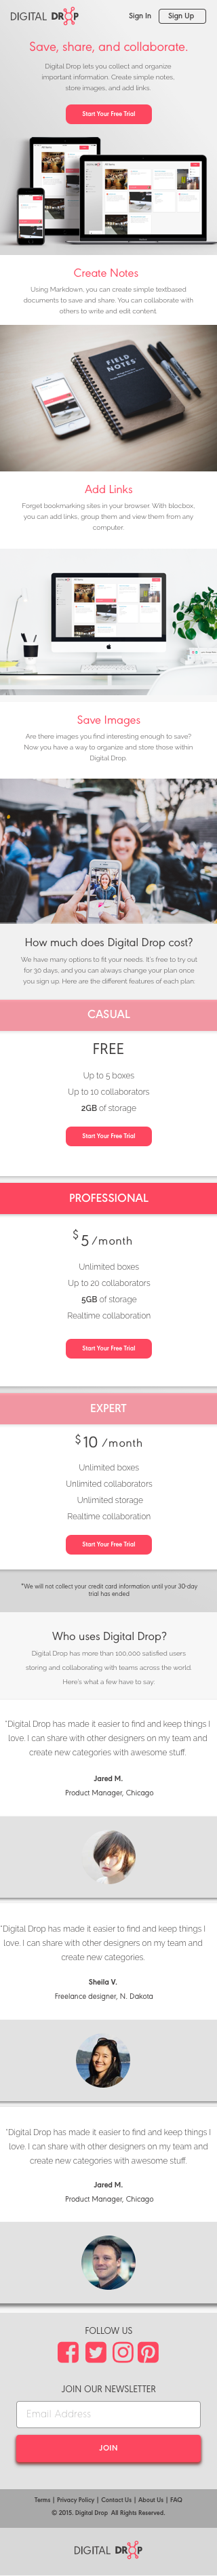 DIGITAL DROP
Sign In
Sign Up
Save, share, and collaborate.
Digital Drop lets you collect and organize
important information. Create simple notes,
store images, and add links.
Start Your Free Trial
Create Notes
Using Markdown, you can create simple textbased
documents to save and share. You can collaborate with
others to write and edit content.
FIELD NOTES
Add Links
Forget bookmarking sites in your browser. With blocbox,
you can add links, group them and view them from any
computer.
Save Images
Are there images you find interesting enough to save?
Now you have a way to organize and store those within
Digital Drop.
How much does Digital Drop cost?
We have many options to fit your needs. It's free to try out
for 30 days, and you can always change your plan once
you sign up. Here are the different features of each plan.
CASUAL
FREE
Up to 5 boxes
Up to 10 collaborators
2GB of storage
Start Your Free Trial
PROFESSIONAL
$5 /month
Unlimited boxes
Up to 20 collaborators
5GB of storage
Realtime collaboration
Start Your Free Trial
EXPERT
$10 /month
Unlimited boxes
Unlimited collaborators
Unlimited storage
Realtime collaboration
Start Your Free Trial
*We will not collect your credit card information until your 30-day
trial has ended
Who uses Digital Drop?
Digital Drop has more than 100,000 satisfied users
storing and collaborating with teams across the world.
Here's what a few have to say:
"Digital Drop has made it easier to find and keep things I
love. I can share with other designers on my team and
create new categories with awesome stuff.
Jared M.
Product Manager, Chicago
"Digital Drop has made it easier to find and keep things I
love. I can share with other designers on my team and
create new categories.
Sheila V.
Freelance designer, N. Dakota
"Digital Drop has made it easier to find and keep things I
love. I can share with other designers on my team and
create new categories with awesome stuff.
Jared M.
Product Manager, Chicago
FOLLOW US
JOIN OUR NEWSLETTER
Email Address
JOIN
Terms | Privacy Policy | Contact Us | About Us | FAQ
© 2015. Digital Drop All Rights Reserved.
DIGITAL DROP